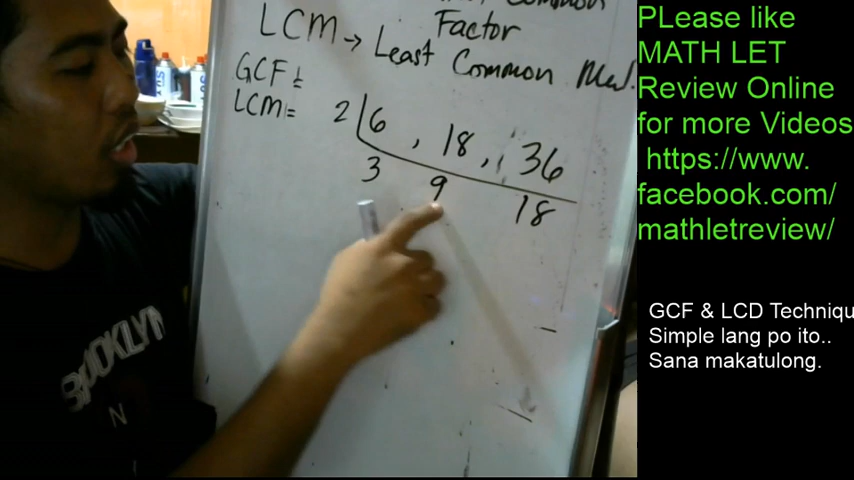 Common
Factor
LCM → Least
Common Mul.
GCF =
LCM =
2 6 , 18 , 36
3 9 18
BROOKLYN
N
PLease like
MATH LET
Review Online
for more Videos
https://www.
facebook.com/
mathletreview/
GCF & LCD Techniqu
Simple lang po ito..
Sana makatulong.